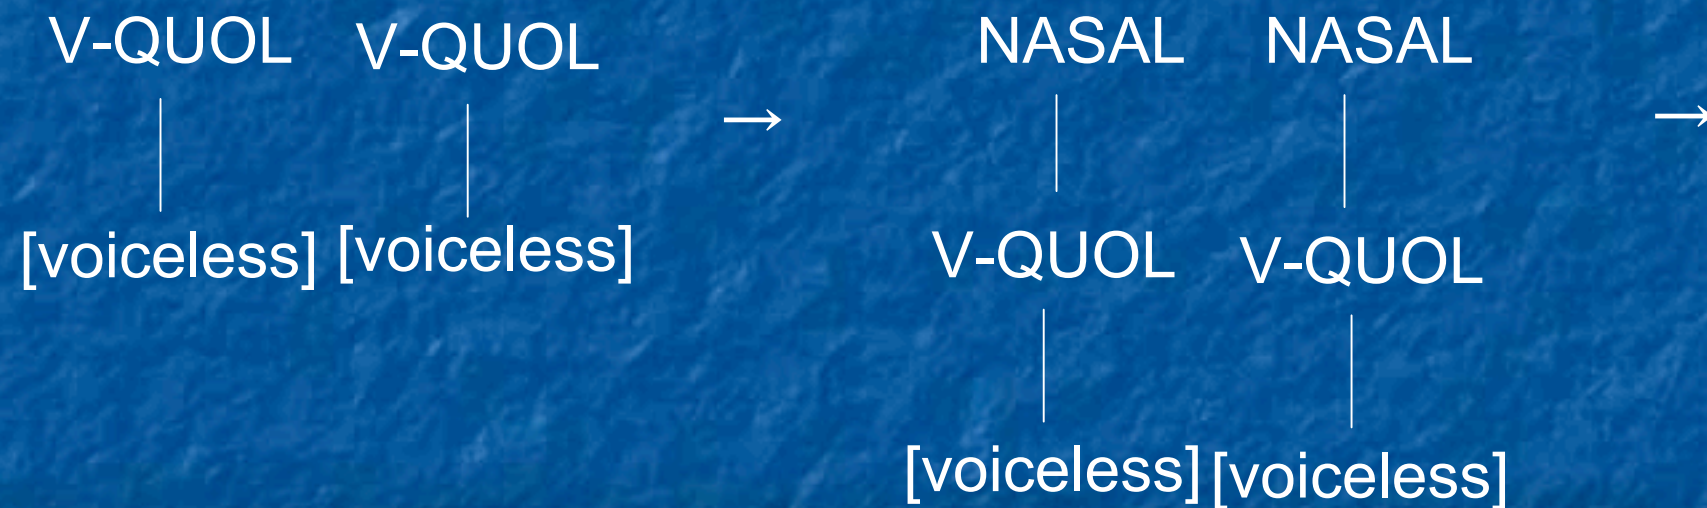 V-QUOL V-QUOL → NASAL NASAL →
[voiceless] [voiceless] V-QUOL V-QUOL
[voiceless] [voiceless]